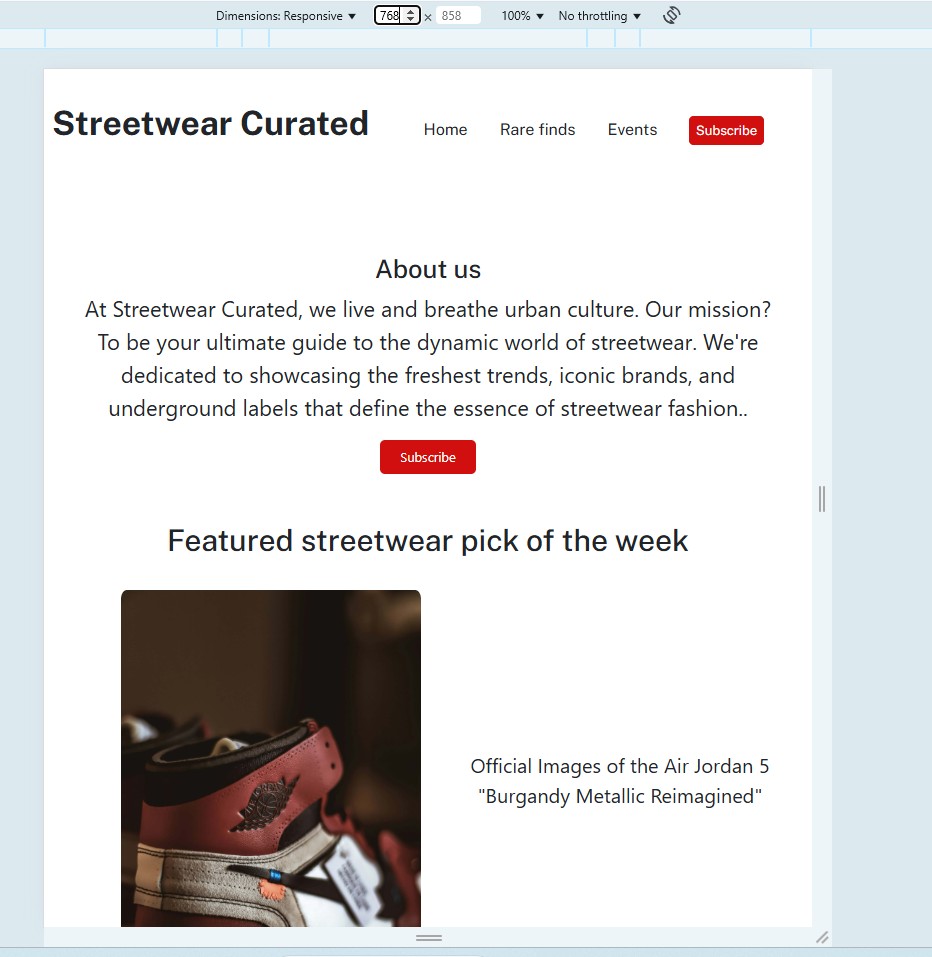 Dimensions: Responsive ▼ 768 × 858 100% ▼ No throttling ▼
Streetwear Curated
Home Rare finds Events Subscribe
About us
At Streetwear Curated, we live and breathe urban culture. Our mission?
To be your ultimate guide to the dynamic world of streetwear. We're
dedicated to showcasing the freshest trends, iconic brands, and
underground labels that define the essence of streetwear fashion..
Subscribe
Featured streetwear pick of the week
Official Images of the Air Jordan 5
"Burgandy Metallic Reimagined"